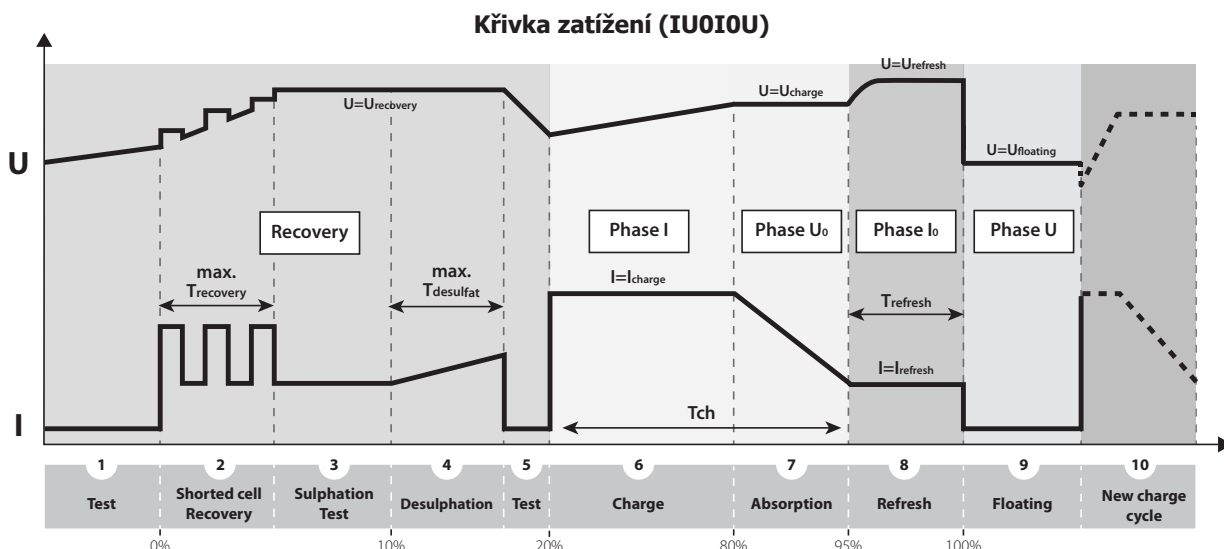 Křivka zatížení (IU0I0U)
U=Urefresh
U=Urecovery
U=Ucharge
U=Ufloating
U
Recovery
Phase I
Phase U0
Phase I0
Phase U
max.
Trecovery
max.
Tdesulfat
I=Icharge
Trefresh
I=Irefresh
Tch
I
1 2 3 4 5 6 7 8 9 10
Test
Shorted cell
Recovery
Sulphation
Test
Desulphation
Test
Charge
Absorption
Refresh
Floating
New charge
cycle
0% 10% 20% 80% 95% 100%